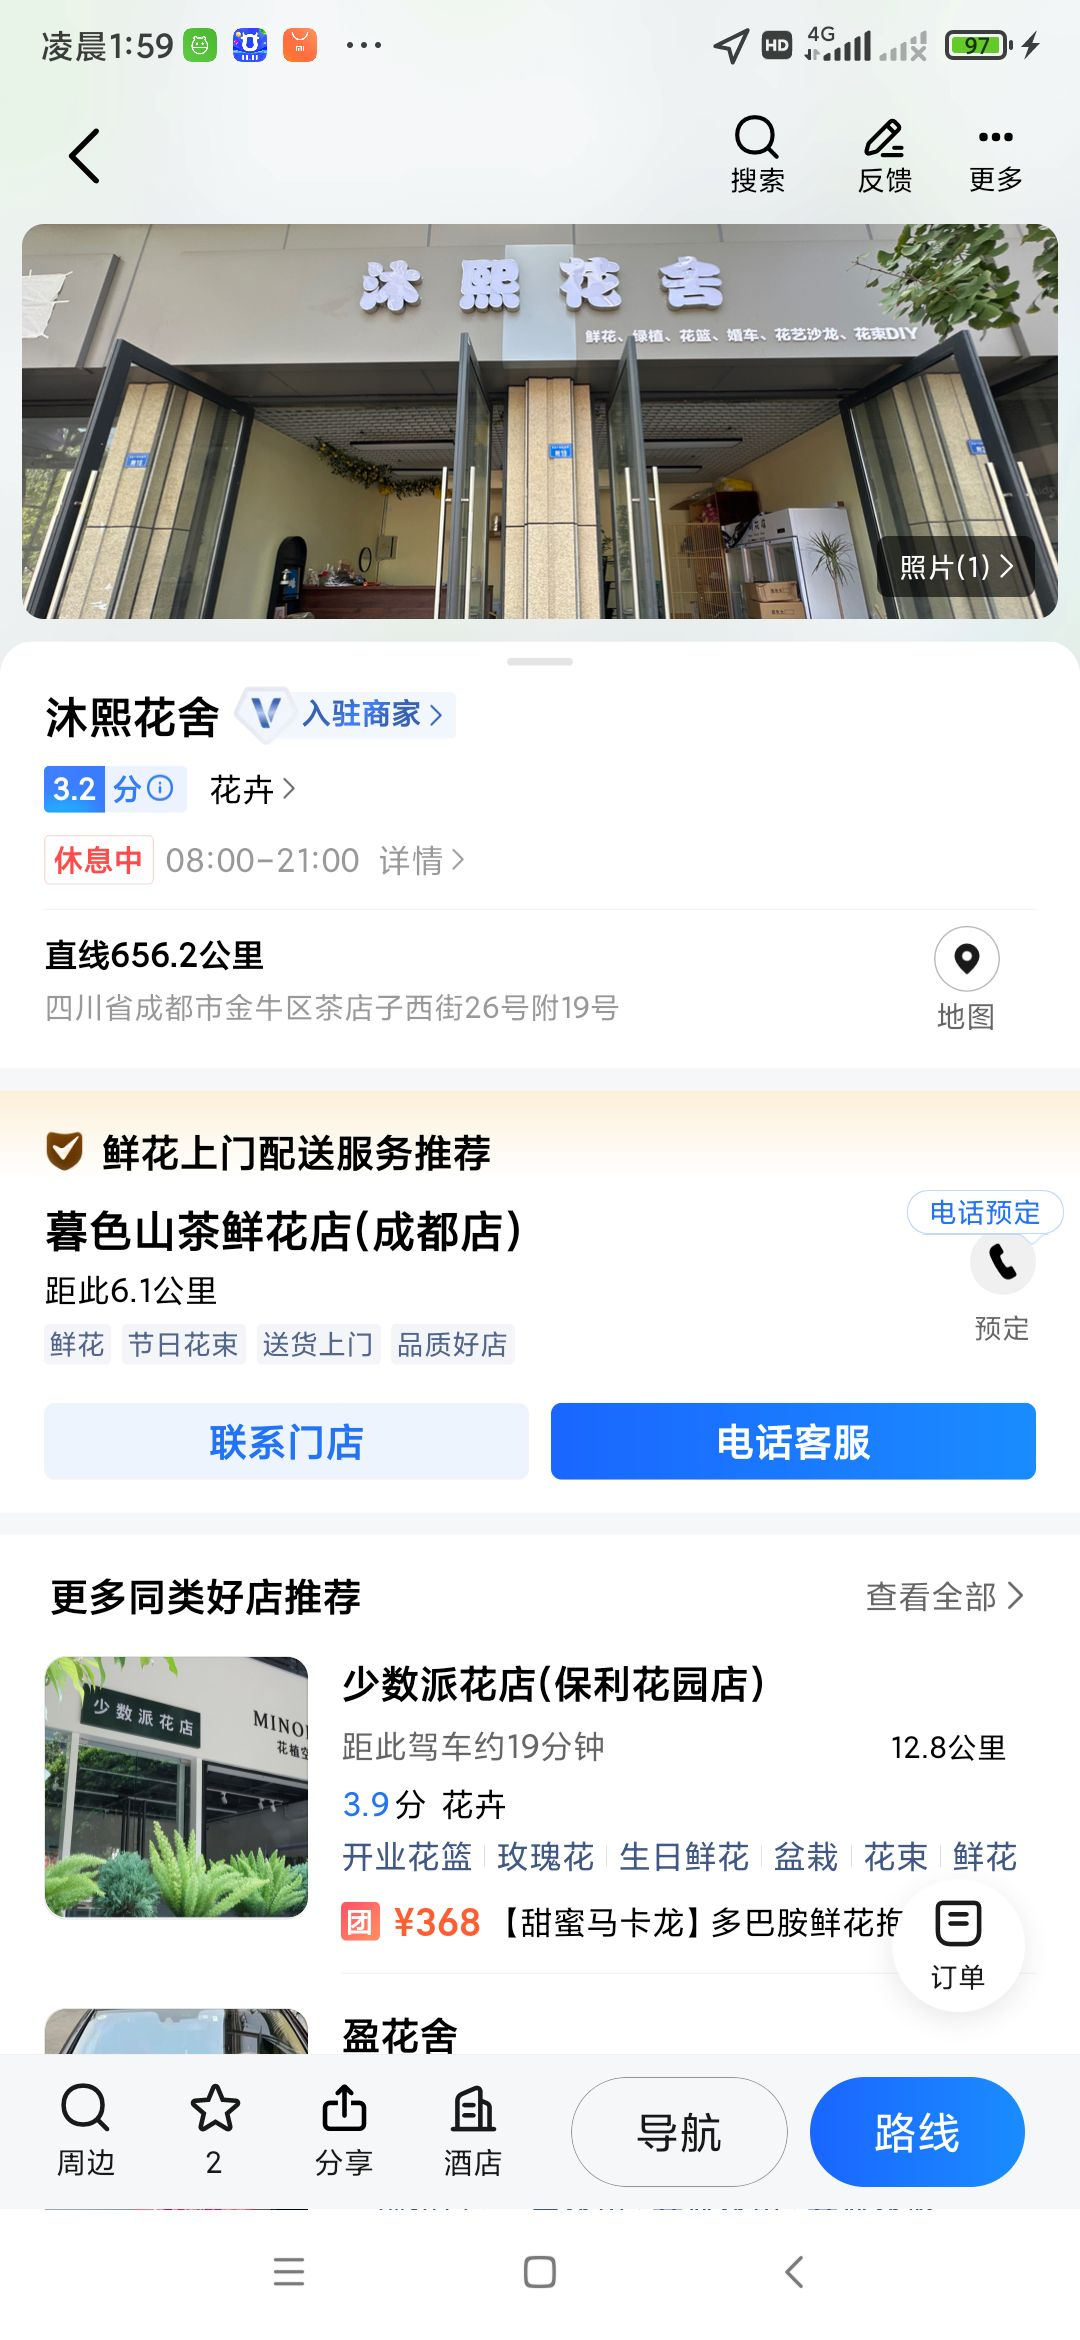 凌晨1:59
HD 4G 97
搜索 反馈 更多
沐熙花舍
鲜花、绿植、花篮、婚车、花艺沙龙、花束DIY
照片(1)
沐熙花舍 入驻商家
3.2分 花卉
休息中 08:00-21:00 详情
直线656.2公里
四川省成都市金牛区茶店子西街26号附19号
地图
鲜花上门配送服务推荐
暮色山茶鲜花店(成都店)
电话预定
距此6.1公里
预定
鲜花 节日花束 送货上门 品质好店
联系门店 电话客服
更多同类好店推荐 查看全部
少数派花店
MINO
花植
少数派花店(保利花园店)
距此驾车约19分钟 12.8公里
3.9分 花卉
开业花篮 玫瑰花 生日鲜花 盆栽 花束 鲜花
团 ¥368 【甜蜜马卡龙】多巴胺鲜花抱
订单
盈花舍
周边 2 分享 酒店 导航 路线